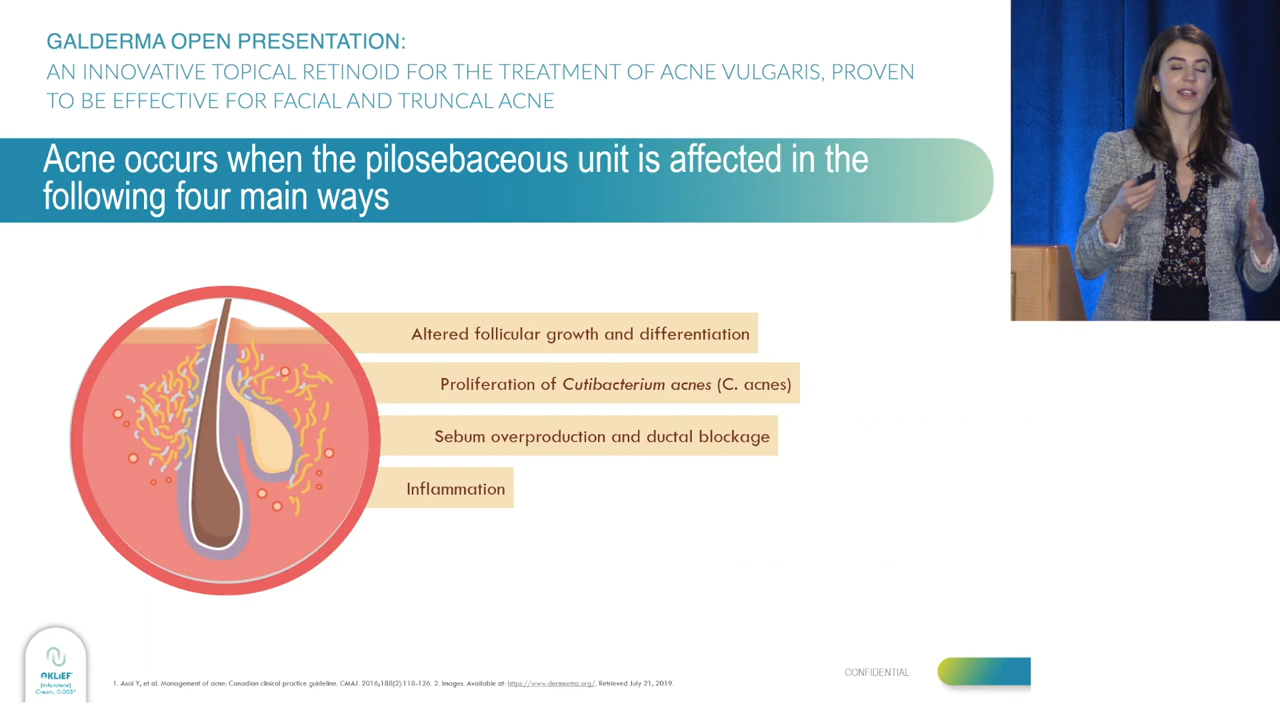 GALDERMA OPEN PRESENTATION:
AN INNOVATIVE TOPICAL RETINOID FOR THE TREATMENT OF ACNE VULGARIS, PROVEN
TO BE EFFECTIVE FOR FACIAL AND TRUNCAL ACNE
Acne occurs when the pilosebaceous unit is affected in the
following four main ways
Altered follicular growth and differentiation
Proliferation of Cutibacterium acnes (C. acnes)
Sebum overproduction and ductal blockage
Inflammation
AKLIEF
(trifarotene)
Cream, 0.005%
1. Asai Y, et al. Management of acne: Canadian clinical practice guideline. CMAJ. 2016;188(2):118-126. 2. Images. Available at: https://www.dermnetnz.org/. Retrieved July 21, 2019.
CONFIDENTIAL